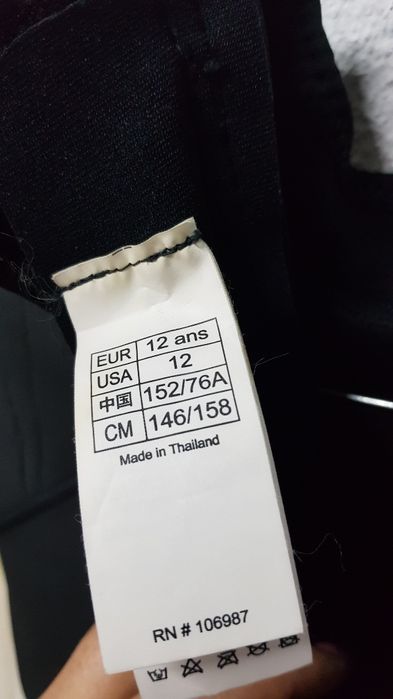 EUR 12 ans
USA 12
中国 152/76A
CM 146/158
Made in Thailand
RN # 106987